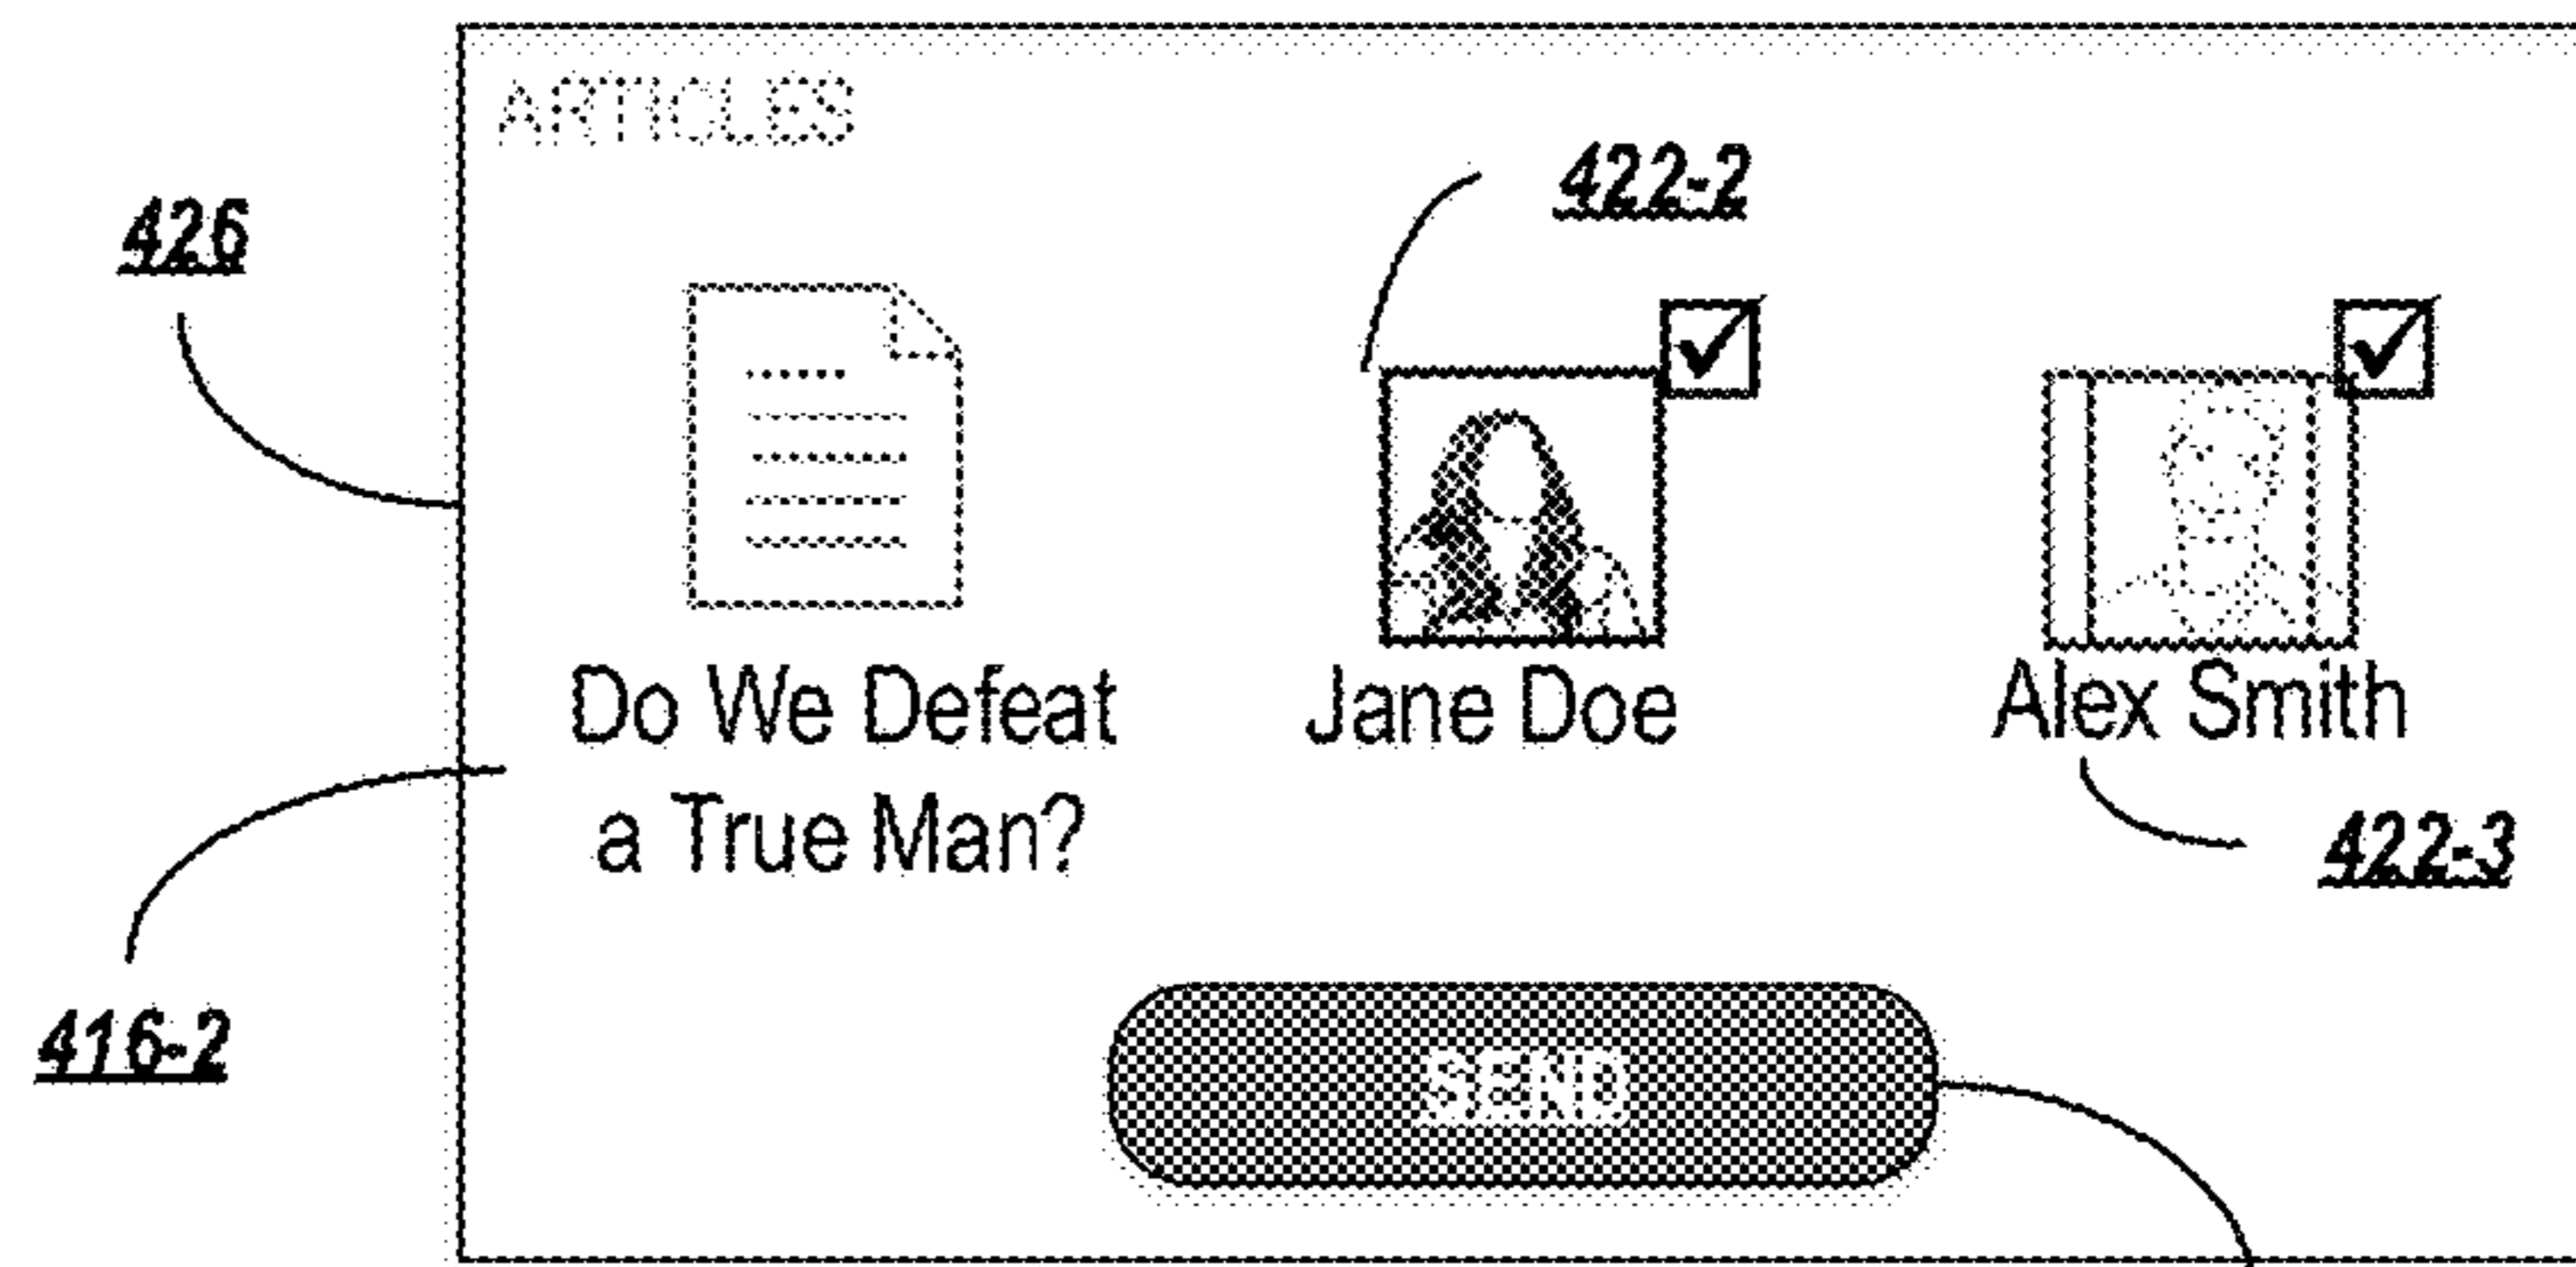 ARTICLES
426
422-2
Do We Defeat
a True Man?
Jane Doe
Alex Smith
422-3
416-2
SEND